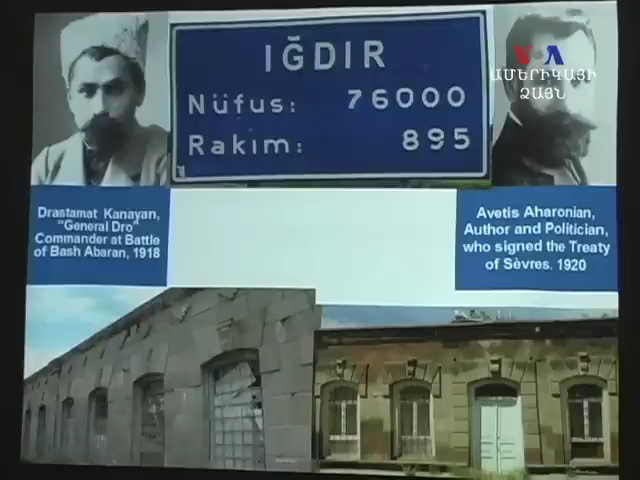 VOA
ԱՄԵՐԻԿԱՅԻ
ՁԱՅՆ
IĞDIR
Nüfus: 76000
Rakım: 895
Drastamat Kanayan,
"General Dro"
Commander at Battle
of Bash Abaran, 1918
Avetis Aharonian,
Author and Politician,
who signed the Treaty
of Sèvres. 1920